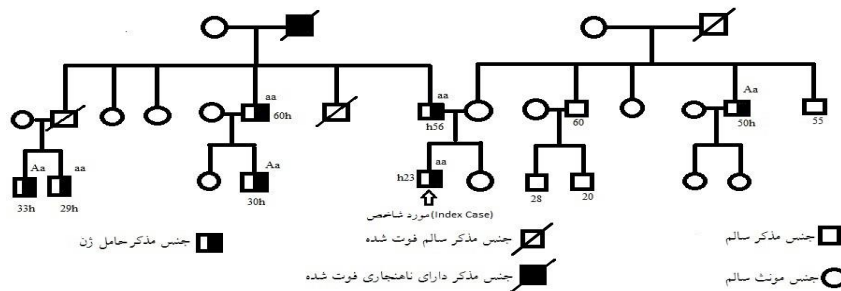 aa
Aa
60h
aa
h56
60
50h
55
Aa
aa
33h
29h
Aa
30h
aa
h23
28
20
مورد شاخص(Index Case)
جنس مذکر سالم
جنس مذکر سالم فوت شده
جنس مذکر حامل ژن
جنس مونث سالم
جنس مذکر دارای ناهنجاری فوت شده